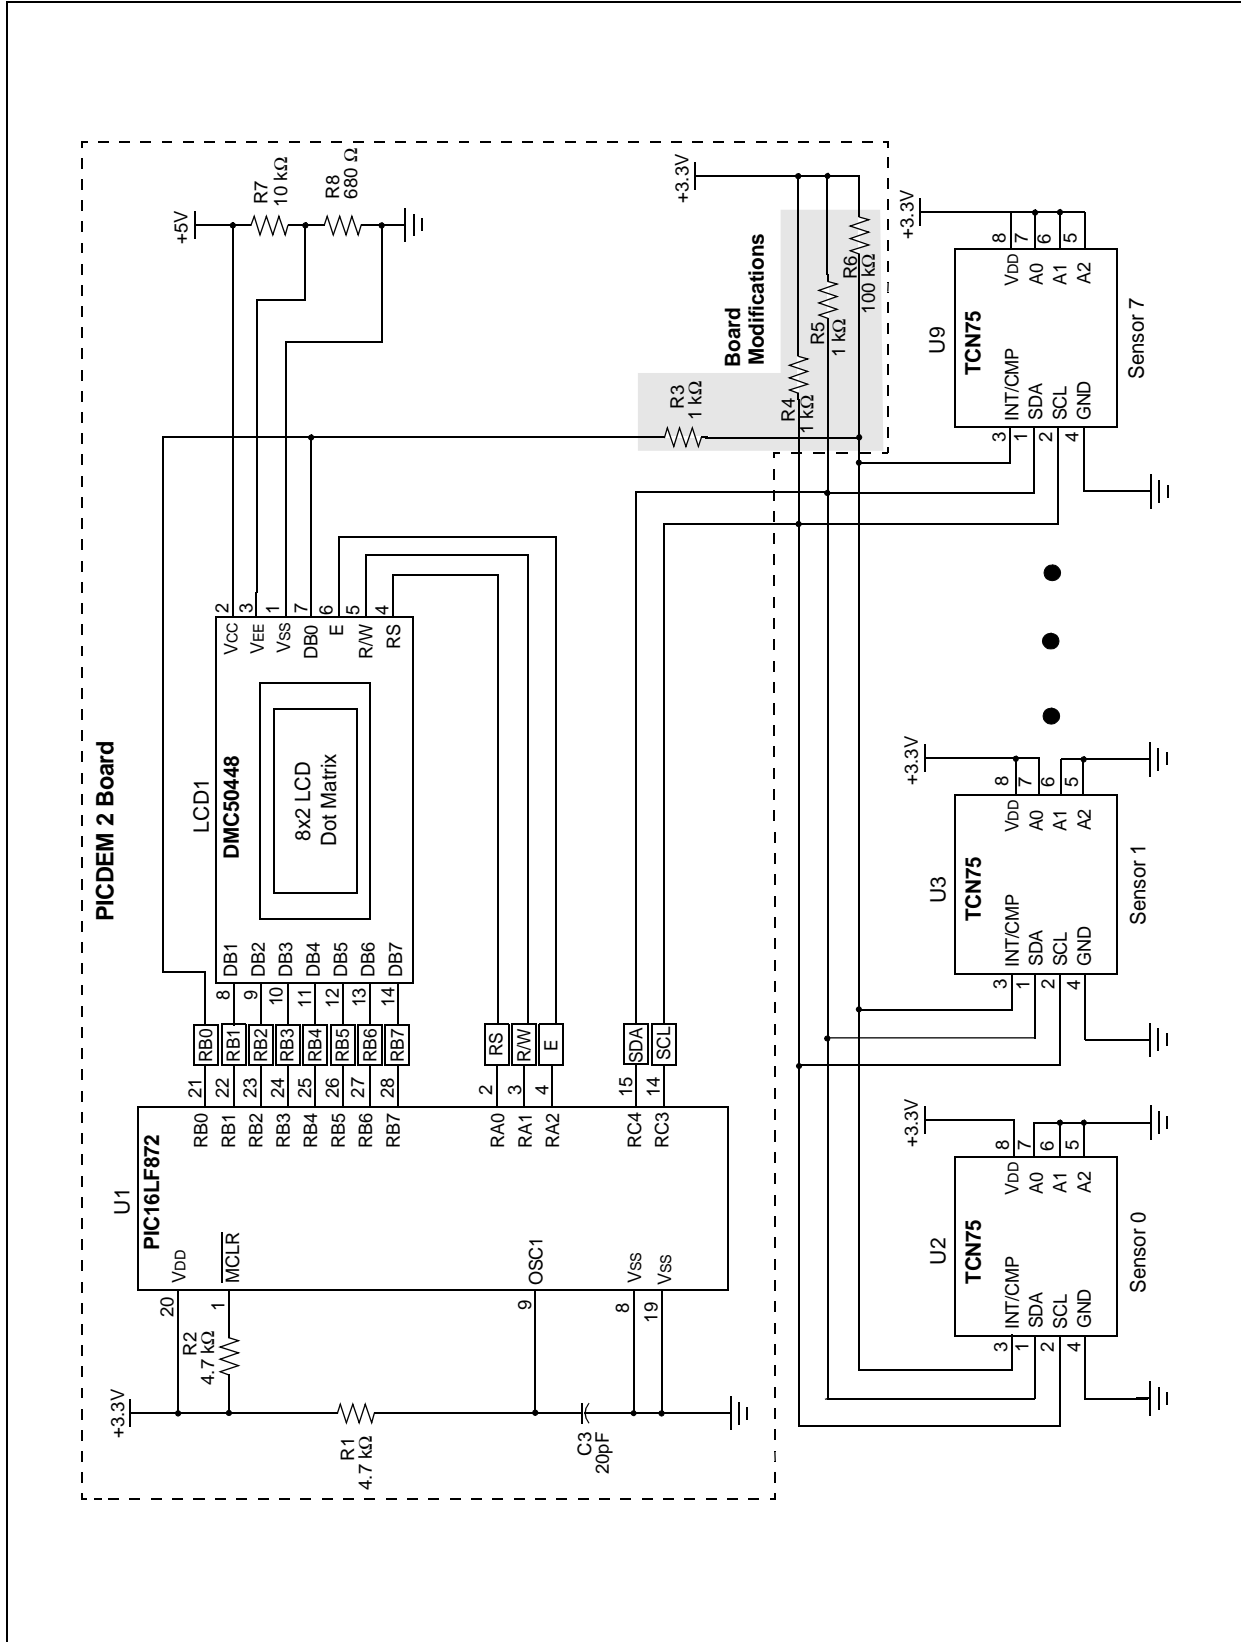 PICDEM 2 Board
+3.3V
R2
4.7 kΩ
R1
4.7 kΩ
C3
20pF
U1
PIC16LF872
20
VDD
1
MCLR
9
OSC1
8
VSS
19
VSS
RB0 21 RB0
RB1 22 RB1
RB2 23 RB2
RB3 24 RB3
RB4 25 RB4
RB5 26 RB5
RB6 27 RB6
RB7 28 RB7
RA0 2 RS
RA1 3 R/W
RA2 4 E
RC4 15 SDA
RC3 14 SCL
LCD1
DMC50448
8x2 LCD
Dot Matrix
8 DB1
9 DB2
10 DB3
11 DB4
12 DB5
13 DB6
14 DB7
VCC 2
VEE 3
VSS 1
DB0 7
E 6
R/W 5
RS 4
+5V
R7
10 kΩ
R8
680 Ω
+3.3V
Board
Modifications
R3
1 kΩ
R4
1 kΩ
R5
1 kΩ
R6
100 kΩ
U2
TCN75
3 INT/CMP
1 SDA
2 SCL
4 GND
VDD 8
A0 7
A1 6
A2 5
+3.3V
Sensor 0
U3
TCN75
3 INT/CMP
1 SDA
2 SCL
4 GND
VDD 8
A0 7
A1 6
A2 5
+3.3V
Sensor 1
U9
TCN75
3 INT/CMP
1 SDA
2 SCL
4 GND
VDD 8
A0 7
A1 6
A2 5
+3.3V
Sensor 7